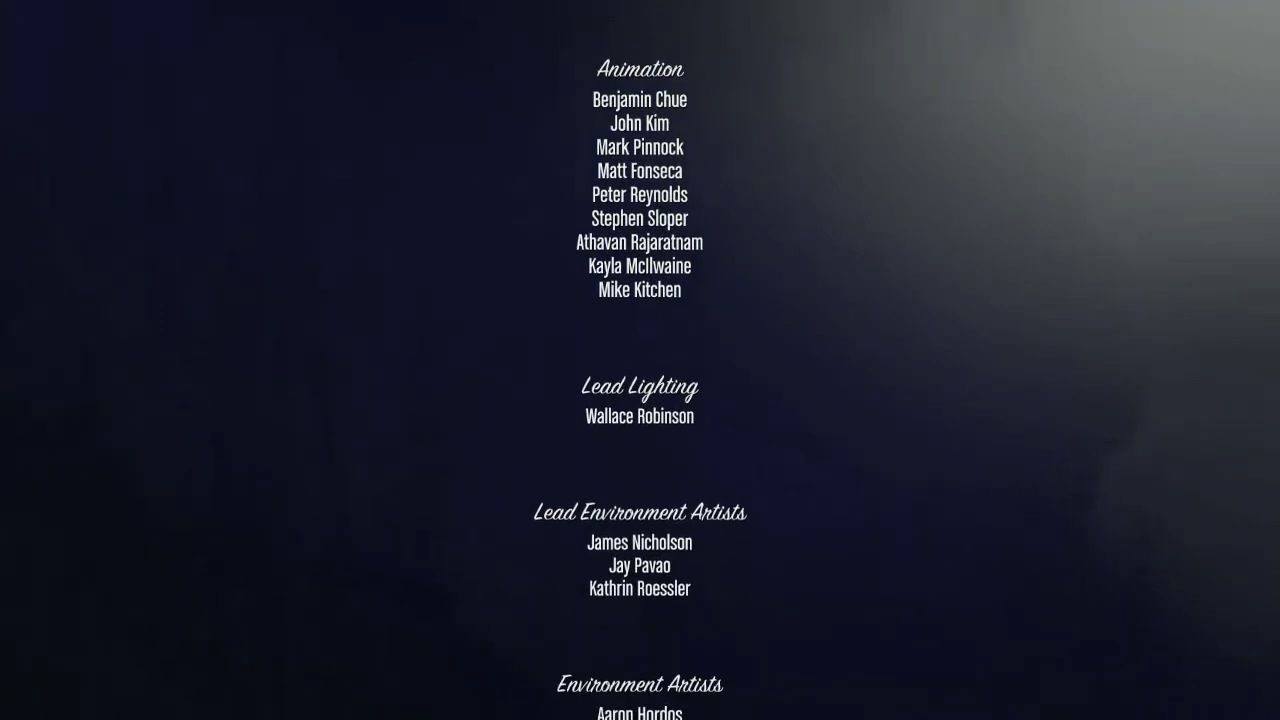 Animation
Benjamin Chue
John Kim
Mark Pinnock
Matt Fonseca
Peter Reynolds
Stephen Sloper
Athavan Rajaratnam
Kayla McIlwaine
Mike Kitchen
Lead Lighting
Wallace Robinson
Lead Environment Artists
James Nicholson
Jay Pavao
Kathrin Roessler
Environment Artists
Aaron Hordos